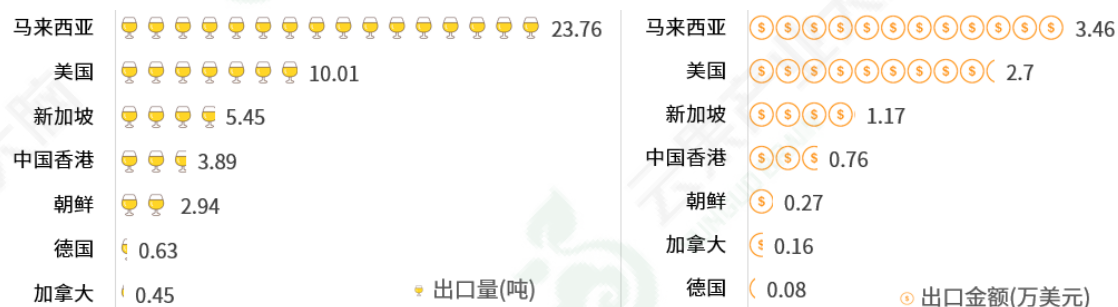 马来西亚 23.76
美国 10.01
新加坡 5.45
中国香港 3.89
朝鲜 2.94
德国 0.63
加拿大 0.45
出口量(吨)
马来西亚 3.46
美国 2.7
新加坡 1.17
中国香港 0.76
朝鲜 0.27
加拿大 0.16
德国 0.08
出口金额(万美元)